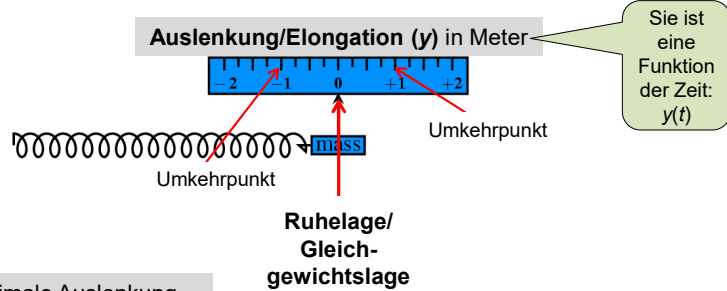 Auslenkung/Elongation (y) in Meter
Sie ist
eine
Funktion
der Zeit:
y(t)
−2 −1 0 +1 +2
mass
Umkehrpunkt
Umkehrpunkt
Ruhelage/
Gleich-
gewichtslage
Auslenkung